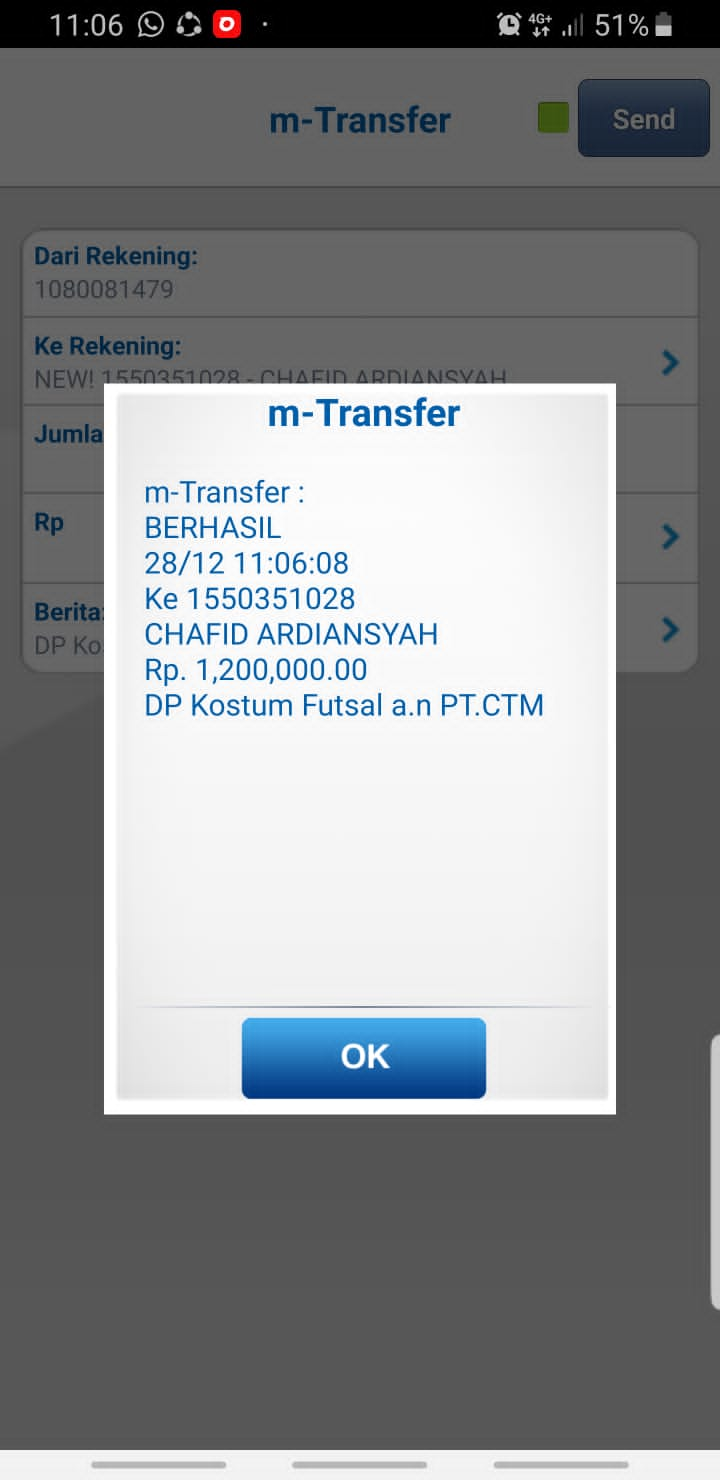 11:06 4G+ 51%
m-Transfer
Send
Dari Rekening:
1080081479
Ke Rekening:
NEW! 1550351028 - CHAFID ARDIANSYAH
Jumla
Rp
Berita:
DP Ko
m-Transfer
m-Transfer :
BERHASIL
28/12 11:06:08
Ke 1550351028
CHAFID ARDIANSYAH
Rp. 1,200,000.00
DP Kostum Futsal a.n PT.CTM
OK